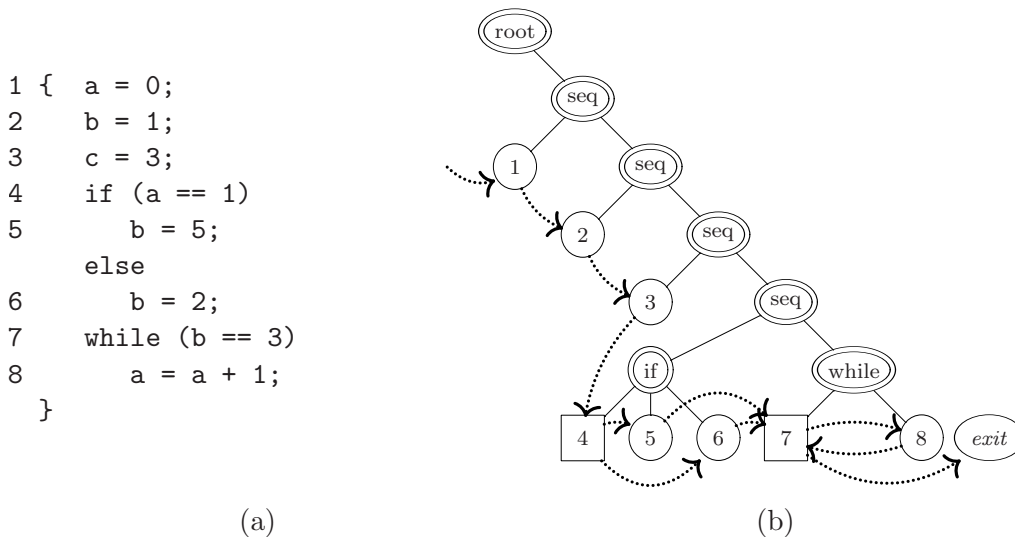 1 { a = 0;
2 b = 1;
3 c = 3;
4 if (a == 1)
5 b = 5;
else
6 b = 2;
7 while (b == 3)
8 a = a + 1;
}
(a)
root
seq
1
seq
2
seq
3
seq
if
while
4
5
6
7
8
exit
(b)